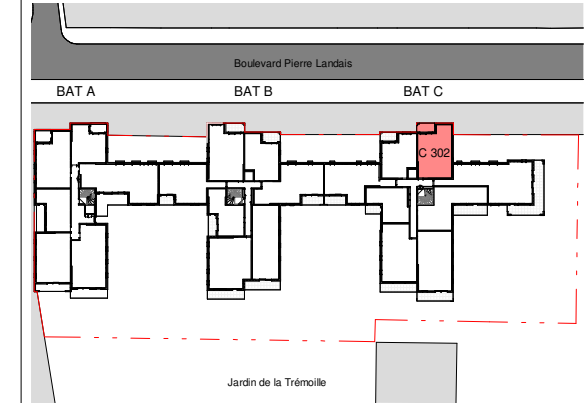 Boulevard Pierre Landais
BAT A BAT B BAT C
C 302
Jardin de la Trémoille